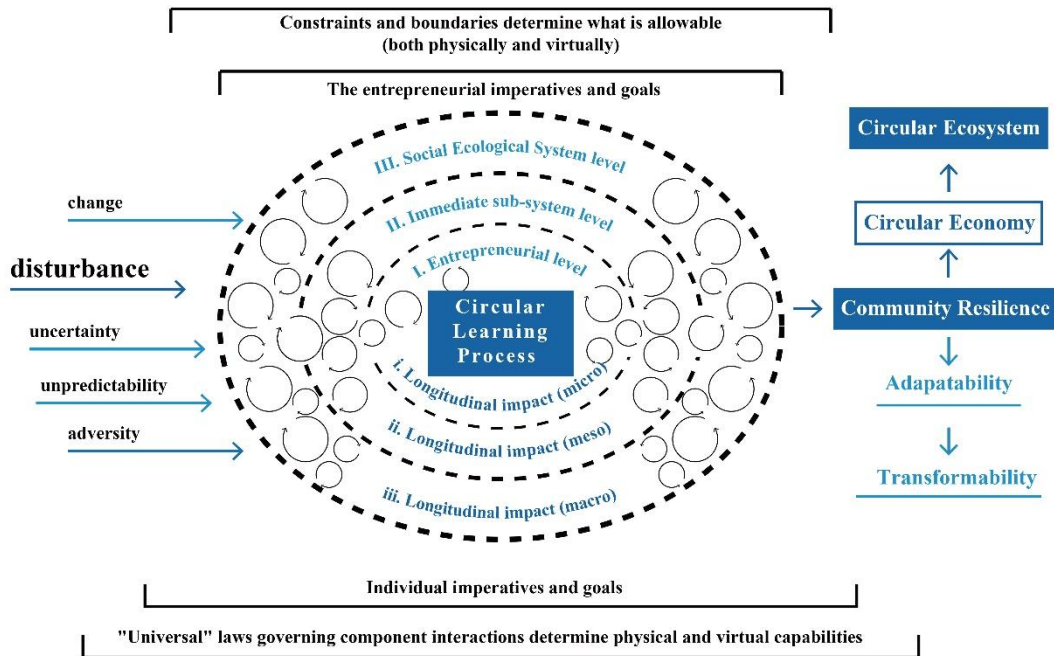 Constraints and boundaries determine what is allowable
(both physically and virtually)
The entrepreneurial imperatives and goals
III. Social Ecological System level
II. Immediate sub-system level
I. Entrepreneurial level
Circular
Learning
Process
i. Longitudinal impact (micro)
ii. Longitudinal impact (meso)
iii. Longitudinal impact (macro)
change
disturbance
uncertainty
unpredictability
adversity
Circular Ecosystem
Circular Economy
Community Resilience
Adapatability
Transformability
Individual imperatives and goals
"Universal" laws governing component interactions determine physical and virtual capabilities